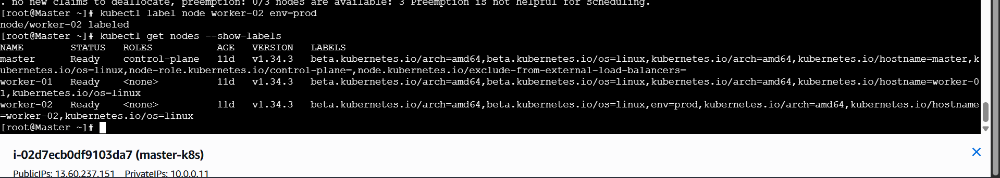 . no new claims to deallocate, preemption: 0/3 nodes are available: 3 Preemption is not helpful for scheduling.
[root@Master ~]# kubectl label node worker-02 env=prod
node/worker-02 labeled
[root@Master ~]# kubectl get nodes --show-labels
NAME        STATUS   ROLES           AGE   VERSION   LABELS
master      Ready    control-plane   11d   v1.34.3   beta.kubernetes.io/arch=amd64,beta.kubernetes.io/os=linux,kubernetes.io/arch=amd64,kubernetes.io/hostname=master,k
ubernetes.io/os=linux,node-role.kubernetes.io/control-plane=,node.kubernetes.io/exclude-from-external-load-balancers=
worker-01   Ready    <none>          11d   v1.34.3   beta.kubernetes.io/arch=amd64,beta.kubernetes.io/os=linux,kubernetes.io/arch=amd64,kubernetes.io/hostname=worker-0
1,kubernetes.io/os=linux
worker-02   Ready    <none>          11d   v1.34.3   beta.kubernetes.io/arch=amd64,beta.kubernetes.io/os=linux,env=prod,kubernetes.io/arch=amd64,kubernetes.io/hostname
=worker-02,kubernetes.io/os=linux
[root@Master ~]#
i-02d7ecb0df9103da7 (master-k8s)
PublicIPs: 13.60.237.151 PrivateIPs: 10.0.0.11